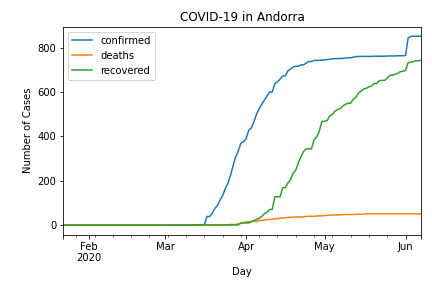 COVID-19 in Andorra
confirmed
deaths
recovered
Number of Cases
800
600
400
200
0
Feb
2020
Mar
Apr
May
Jun
Day